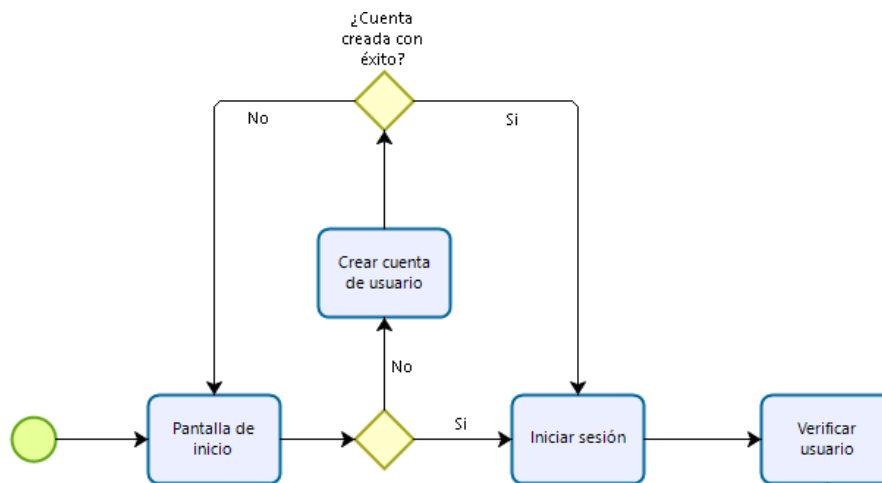 ¿Cuenta
creada con
éxito?
No
Si
Crear cuenta
de usuario
No
Pantalla de
inicio
Si
Iniciar sesión
Verificar
usuario